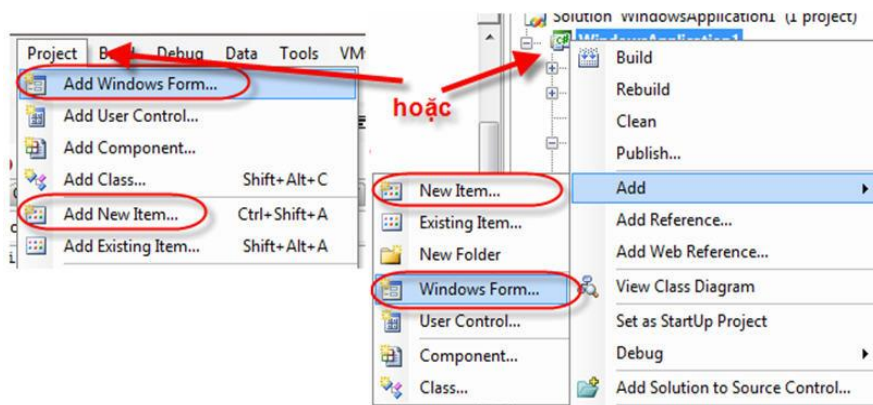 Project Build Debug Data Tools VM
Add Windows Form...
Add User Control...
Add Component...
Add Class... Shift+Alt+C
Add New Item... Ctrl+Shift+A
Add Existing Item... Shift+Alt+A
hoặc
Solution 'WindowsApplication1' (1 project)
WindowsApplication1
Build
Rebuild
Clean
Publish...
Add
Add Reference...
Add Web Reference...
View Class Diagram
Set as StartUp Project
Debug
Add Solution to Source Control...
New Item...
Existing Item...
New Folder
Windows Form...
User Control...
Component...
Class...